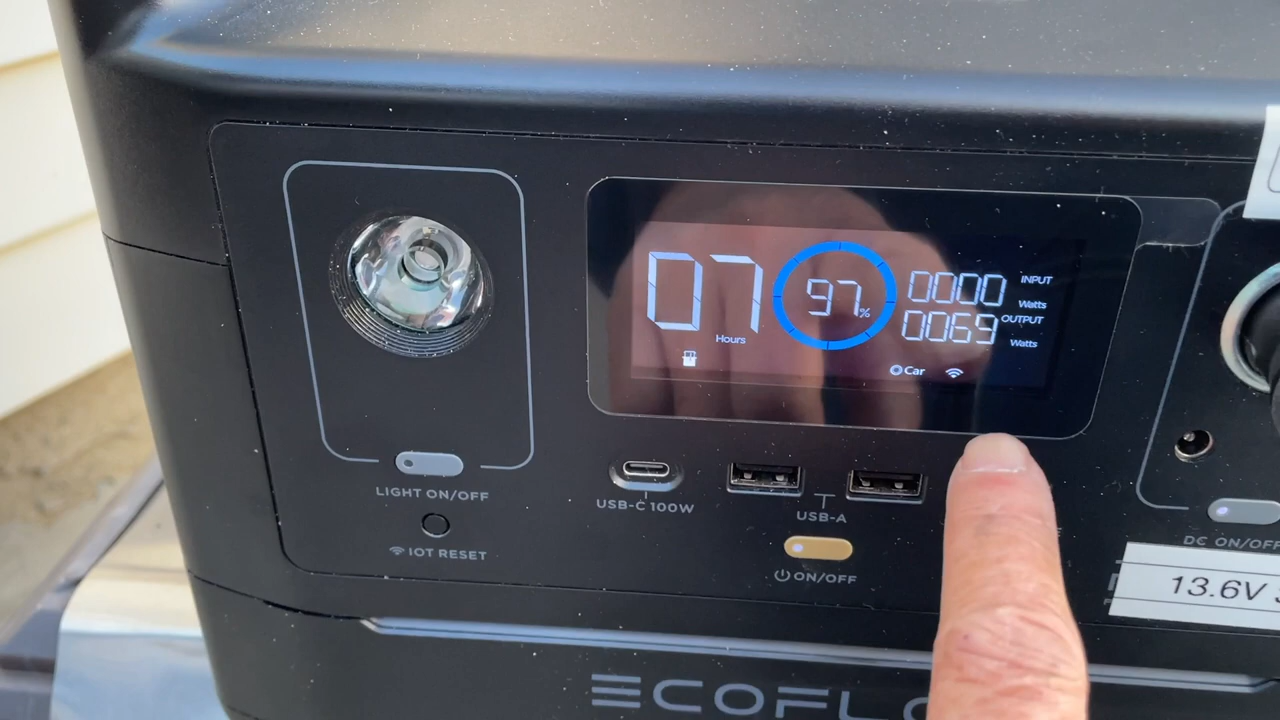 07
Hours
97%
0000
INPUT
Watts
0069
OUTPUT
Watts
Car
LIGHT ON/OFF
IOT RESET
USB-C 100W
USB-A
ON/OFF
DC ON/OFF
13.6V
ECOFLO